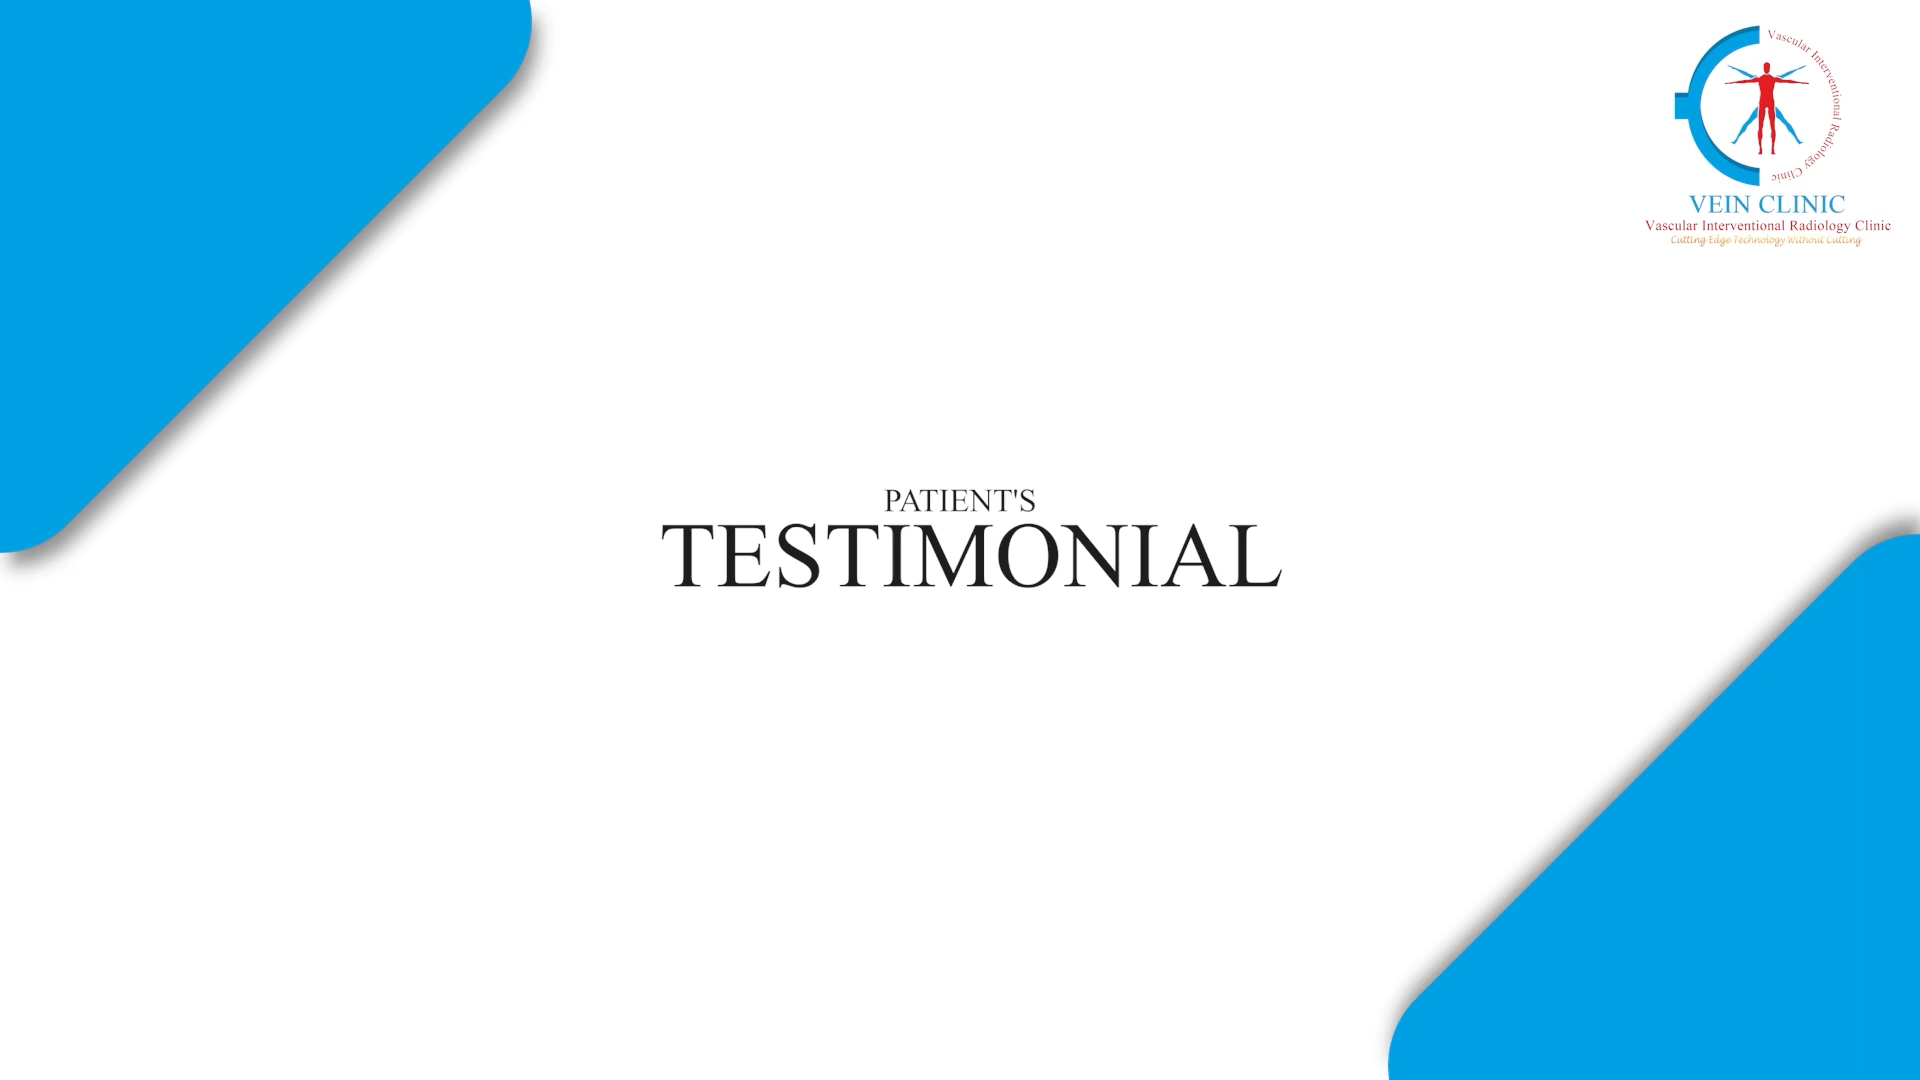 Vascular Interventional Radiology Clinic
VEIN CLINIC
Vascular Interventional Radiology Clinic
Cutting Edge Technology Without Cutting
PATIENT'S
TESTIMONIAL